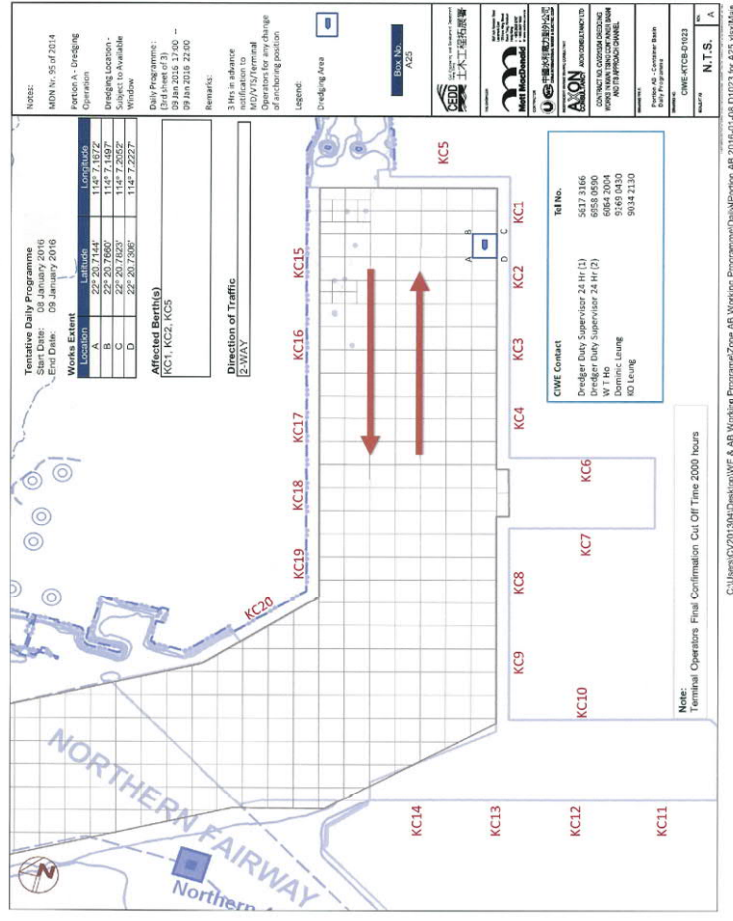 Tentative Daily Programme
Start Date: 08 January 2016
End Date: 09 January 2016
Works Extent
Location Latitude Longitude
A 22° 20.7144' 114° 7.1672'
B 22° 20.7660' 114° 7.1497'
C 22° 20.7823' 114° 7.2052'
D 22° 20.7306' 114° 7.2227'
Affected Berth(s)
KC1, KC2, KC5
Direction of Traffic
2-WAY
Notes:
MDN Nr. 95 of 2014
Portion A - Dredging
Operation
Dredging Location -
Subject to Available
Window
Daily Programme:
(3rd sheet of 3)
09 Jan 2016 17:00 --
09 Jan 2016 22:00
Remarks:
3 Hrs in advance
notification to
MD/VTS/Terminal
Operators for any change
of anchoring position
Legend:
Dredging Area
Box No.
A25
CEDD 土木工程拓展署
Mott MacDonald
AXON
CONSULTANCY
Portion AB - Container Basin
Daily Programme
CIWE-KTCB-D1023
N.T.S.
A
NORTHERN FAIRWAY
Northern
N
KC20
KC19
KC18
KC17
KC16
KC15
KC5
KC14
KC13
KC12
KC11
KC10
KC9
KC8
KC7
KC6
KC4
KC3
KC2
KC1
A B
D C
CIWE Contact Tel No.
Dredger Duty Supervisor 24 Hr (1) 5617 3166
Dredger Duty Supervisor 24 Hr (2) 6958 0590
W T Ho 6064 2004
Dominic Leung 9169 0430
KO Leung 9034 2130
Note:
Terminal Operators Final Confirmation Cut Off Time 2000 hours